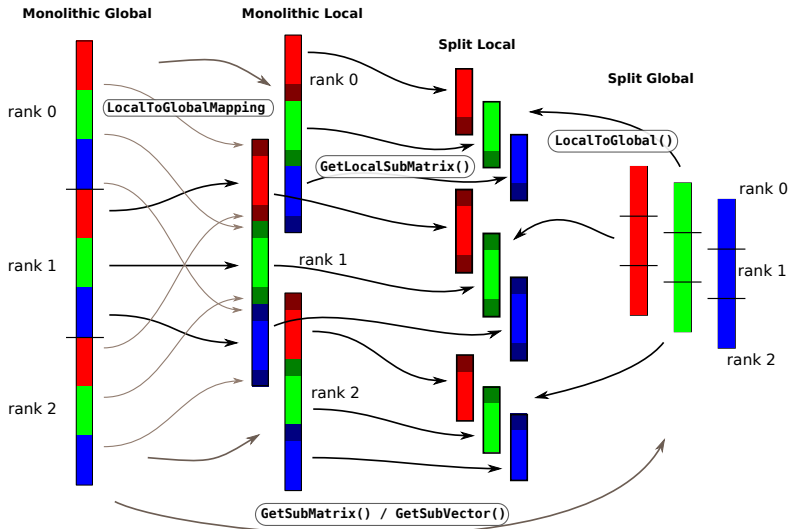 Monolithic Global
Monolithic Local
Split Local
Split Global
rank 0
LocalToGlobalMapping
rank 0
LocalToGlobal()
GetLocalSubMatrix()
rank 0
rank 1
rank 1
rank 1
rank 2
rank 2
rank 2
GetSubMatrix() / GetSubVector()